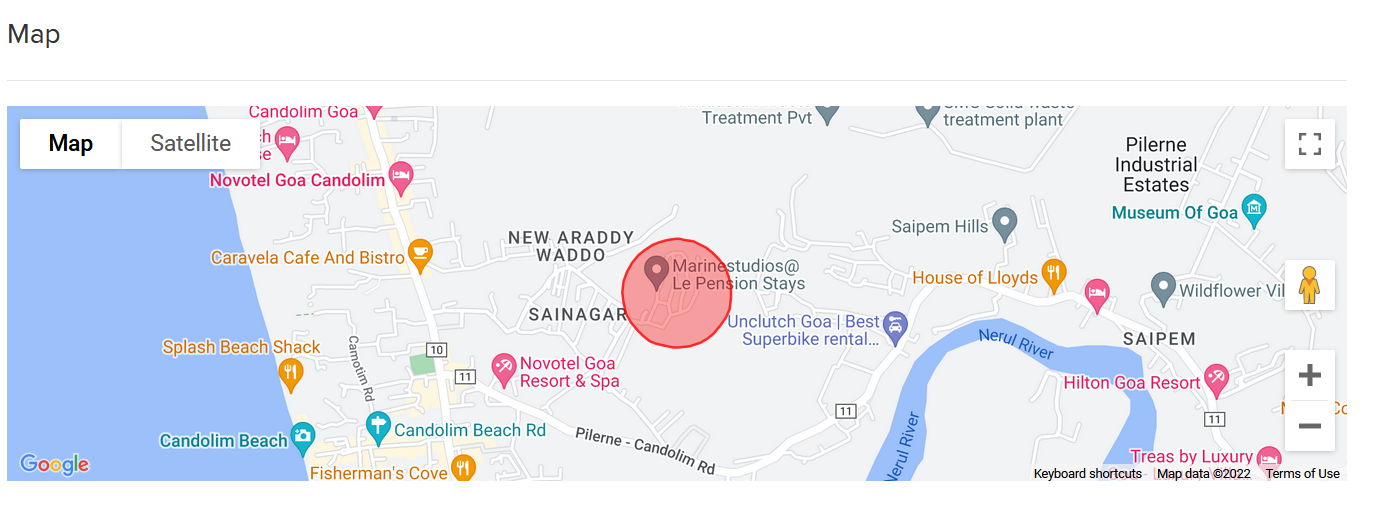 Map
Candolim Goa
Treatment Pvt
treatment plant
Map
Satellite
Pilerne
Industrial
Estates
Novotel Goa Candolim
Museum Of Goa
Saipem Hills
NEW ARADDY
WADDO
Caravela Cafe And Bistro
Marinestudios@
Le Pension Stays
House of Lloyds
Wildflower Vil
SAINAGAR
Unclutch Goa | Best
Superbike rental...
Nerul River
SAIPEM
Splash Beach Shack
Camotim Rd
10
11
Novotel Goa
Resort & Spa
Hilton Goa Resort
11
11
Candolim Beach
Candolim Beach Rd
Pilerne - Candolim Rd
Nerul River
Treas by Luxury
Google
Fisherman's Cove
Keyboard shortcuts
Map data ©2022
Terms of Use